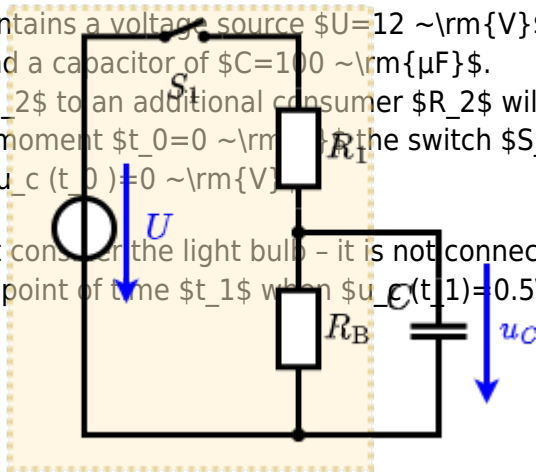 ntains a voltage source $U=12 ~\rm{V}$
d a capacitor of $C=100 ~\rm{µF}$.
S₁
_2$ to an additional consumer $R_2$ wil
moment $t_0=0 ~\rm the switch $S_
R₁
u_c (t_0 )=0 ~\rm{V}
U
t consider the light bulb – it is not connec
point of time $t_1$ when $u_c (t_1)=0.5
C
R_B
u_C